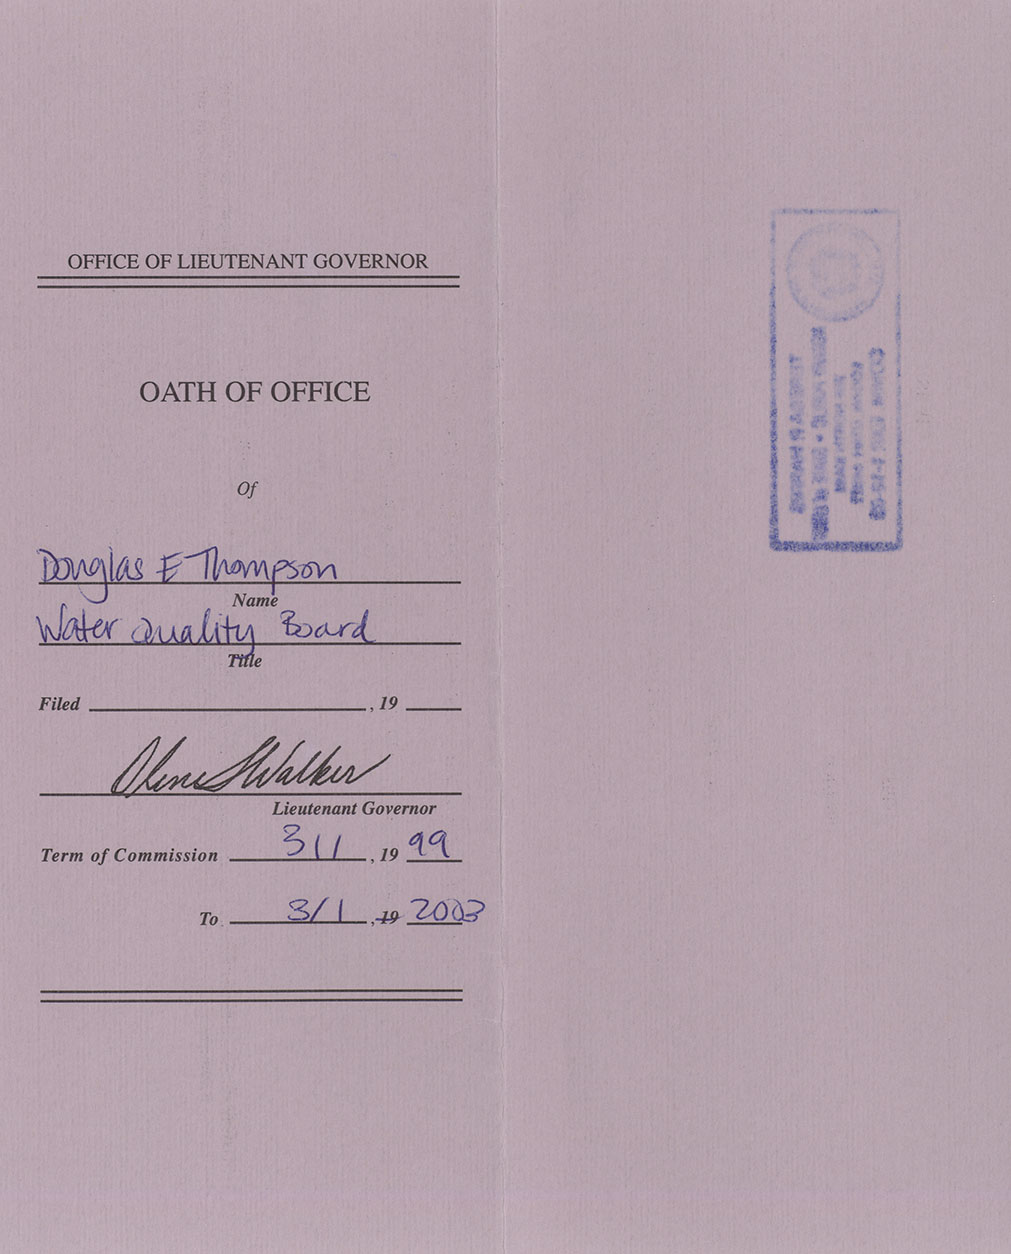 OFFICE OF LIEUTENANT GOVERNOR
OATH OF OFFICE
Of
Douglas E Thompson
Name
Water Quality Board
Title
Filed , 19
Olene S Walker
Lieutenant Governor
Term of Commission 3/1 , 19 99
To 3/1 , 19 2003